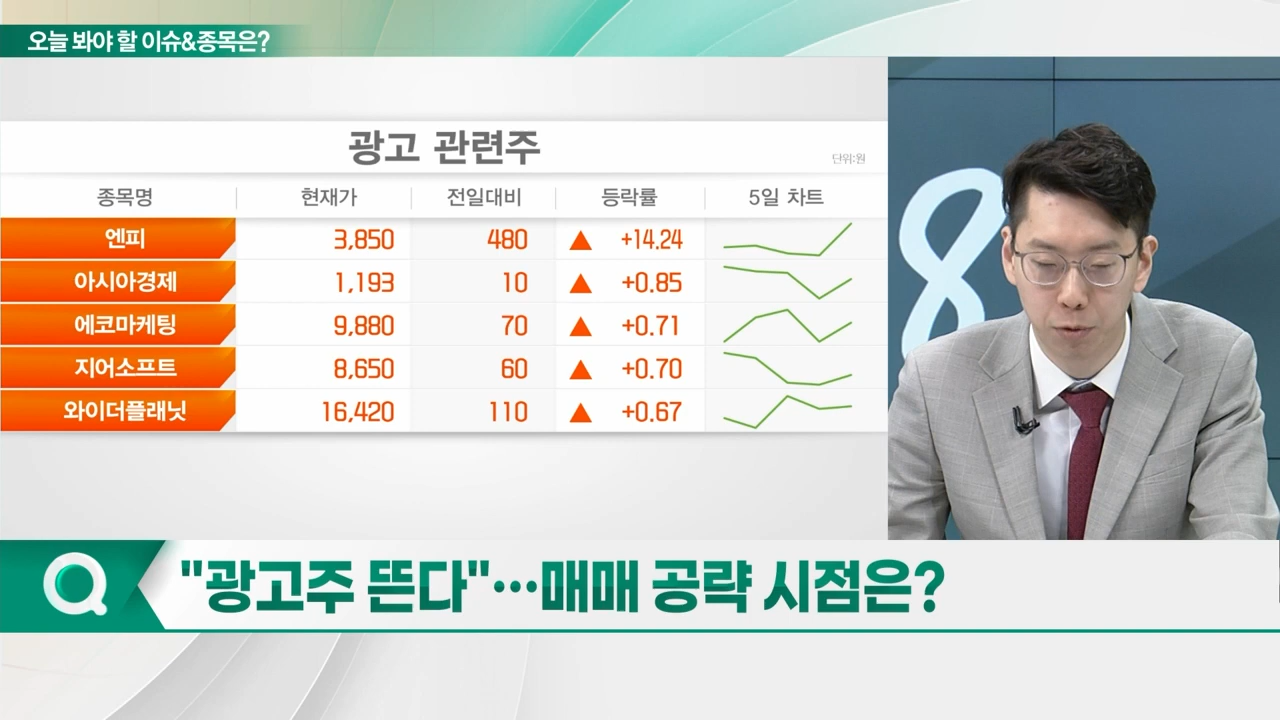 오늘 봐야 할 이슈&종목은?
광고 관련주
단위:원
종목명 현재가 전일대비 등락률 5일 차트
엔피 3,850 480 ▲ +14.24
아시아경제 1,193 10 ▲ +0.85
에코마케팅 9,880 70 ▲ +0.71
지어소프트 8,650 60 ▲ +0.70
와이더플래닛 16,420 110 ▲ +0.67
8
Q "광고주 뜬다"…매매 공략 시점은?